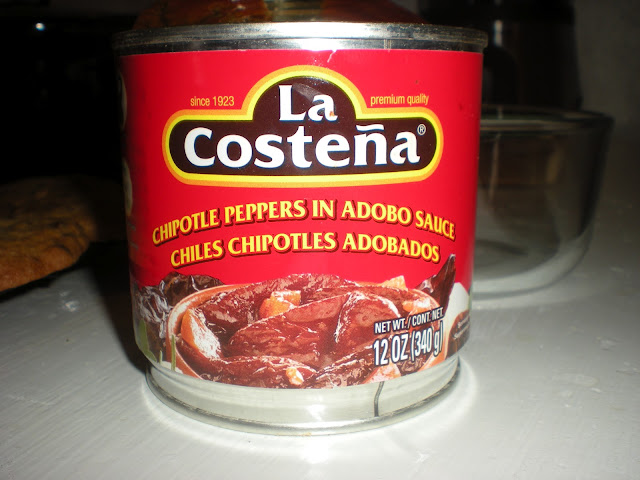 since 1923
premium quality
La
Costeña®
CHIPOTLE PEPPERS IN ADOBO SAUCE
CHILES CHIPOTLES ADOBADOS
NET WT./CONT. NET.
12 OZ (340 g)